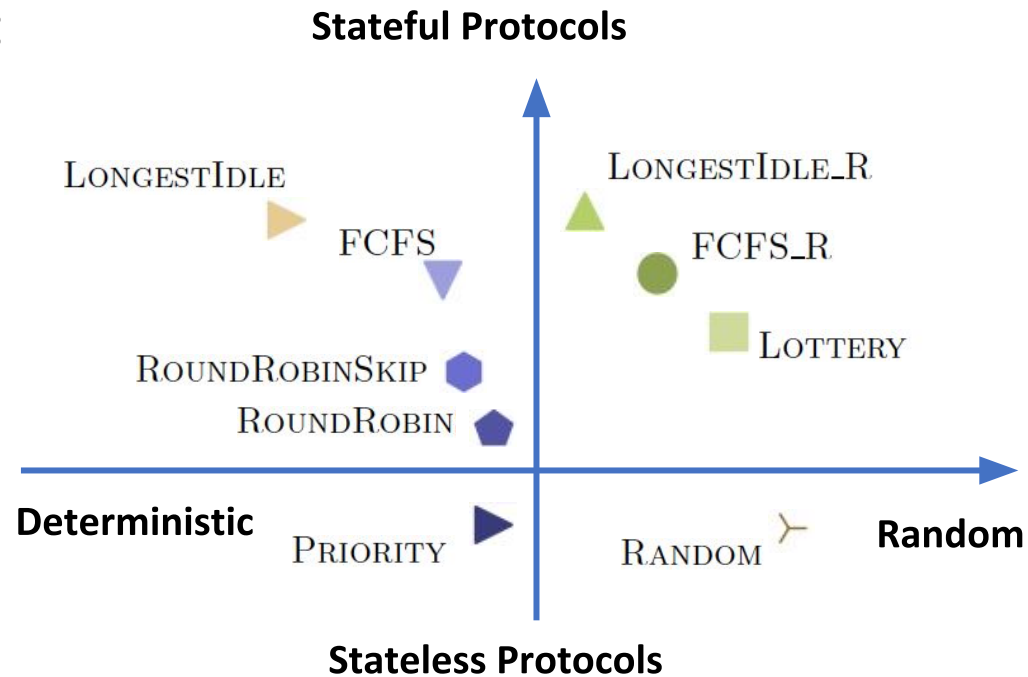 Stateful Protocols
LongestIdle
LongestIdle_R
FCFS
FCFS_R
Lottery
RoundRobinSkip
RoundRobin
Deterministic
Random
Priority
Random
Stateless Protocols